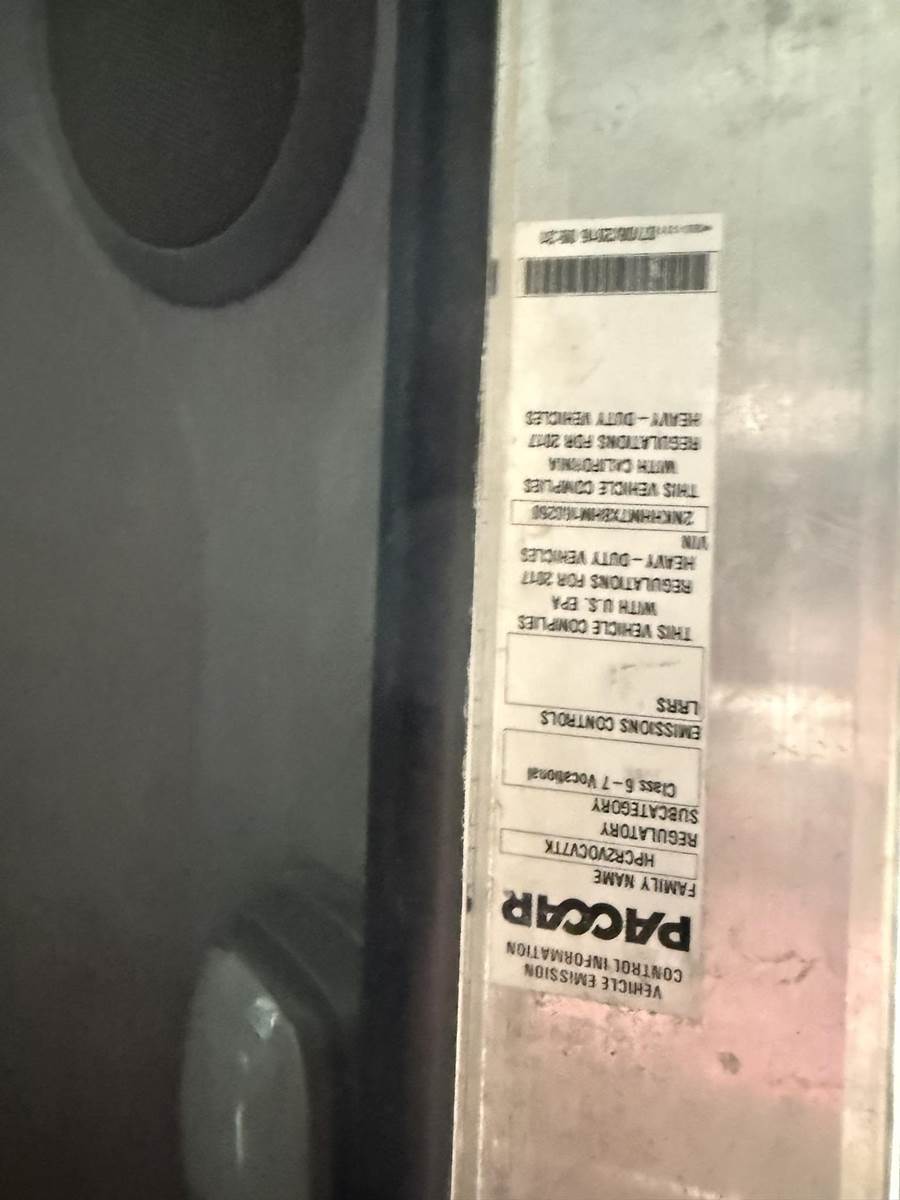 VEHICLE EMISSION
CONTROL INFORMATION
PACCAR
FAMILY NAME
HPCR2VOCV7TK
REGULATORY
SUBCATEGORY
Class 6-7 Vocational
EMISSIONS CONTROLS
LRRS
THIS VEHICLE COMPLIES
WITH U.S. EPA
REGULATIONS FOR 2017
HEAVY-DUTY VEHICLES
VIN
THIS VEHICLE COMPLIES
WITH CALIFORNIA
REGULATIONS FOR 2017
HEAVY-DUTY VEHICLES